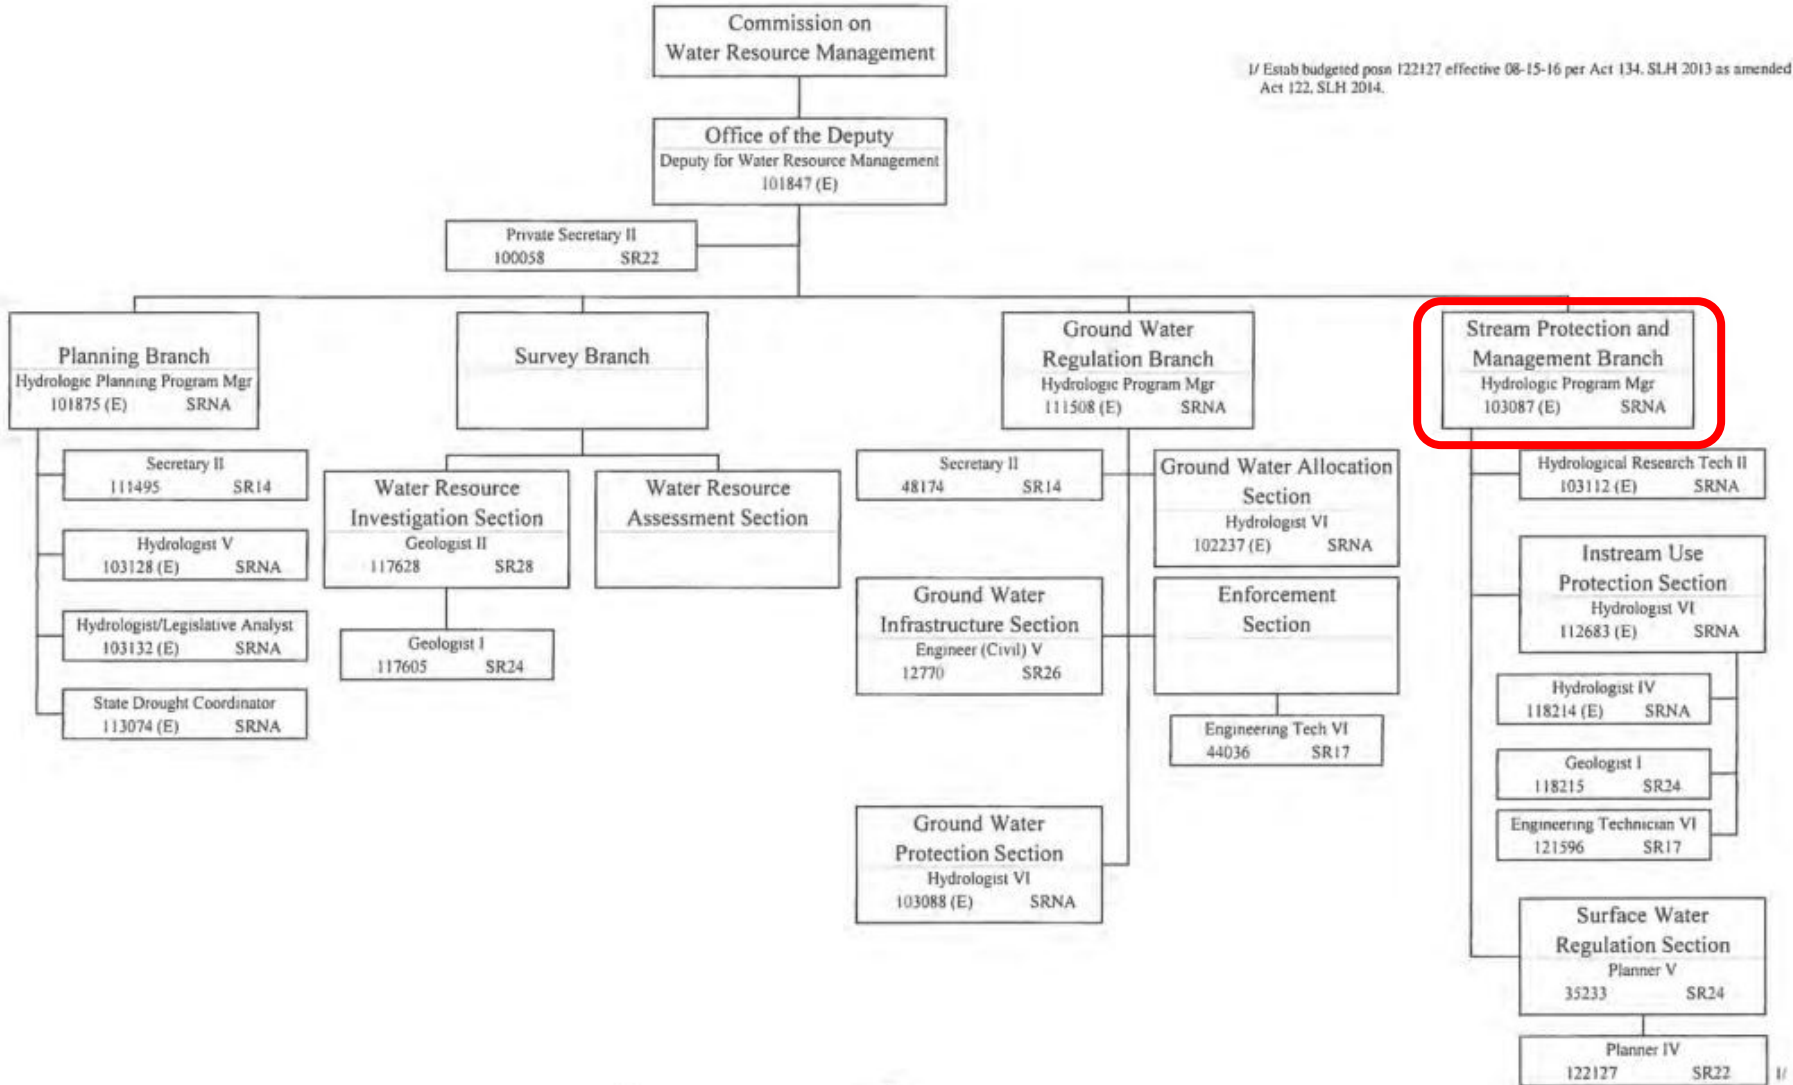 Commission on
Water Resource Management
1/ Estab budgeted posn 122127 effective 08-15-16 per Act 134. SLH 2013 as amended
Act 122, SLH 2014.
Office of the Deputy
Deputy for Water Resource Management
101847 (E)
Private Secretary II
100058 SR22
Planning Branch
Hydrologic Planning Program Mgr
101875 (E) SRNA
Secretary II
111495 SR14
Hydrologist V
103128 (E) SRNA
Hydrologist/Legislative Analyst
103132 (E) SRNA
State Drought Coordinator
113074 (E) SRNA
Survey Branch
Water Resource
Investigation Section
Geologist II
117628 SR28
Geologist I
117605 SR24
Water Resource
Assessment Section
Ground Water
Regulation Branch
Hydrologic Program Mgr
111508 (E) SRNA
Secretary II
48174 SR14
Ground Water Allocation
Section
Hydrologist VI
102237 (E) SRNA
Ground Water
Infrastructure Section
Engineer (Civil) V
12770 SR26
Enforcement
Section
Engineering Tech VI
44036 SR17
Ground Water
Protection Section
Hydrologist VI
103088 (E) SRNA
Stream Protection and
Management Branch
Hydrologic Program Mgr
103087 (E) SRNA
Hydrological Research Tech II
103112 (E) SRNA
Instream Use
Protection Section
Hydrologist VI
112683 (E) SRNA
Hydrologist IV
118214 (E) SRNA
Geologist I
118215 SR24
Engineering Technician VI
121596 SR17
Surface Water
Regulation Section
Planner V
35233 SR24
Planner IV
122127 SR22 1/